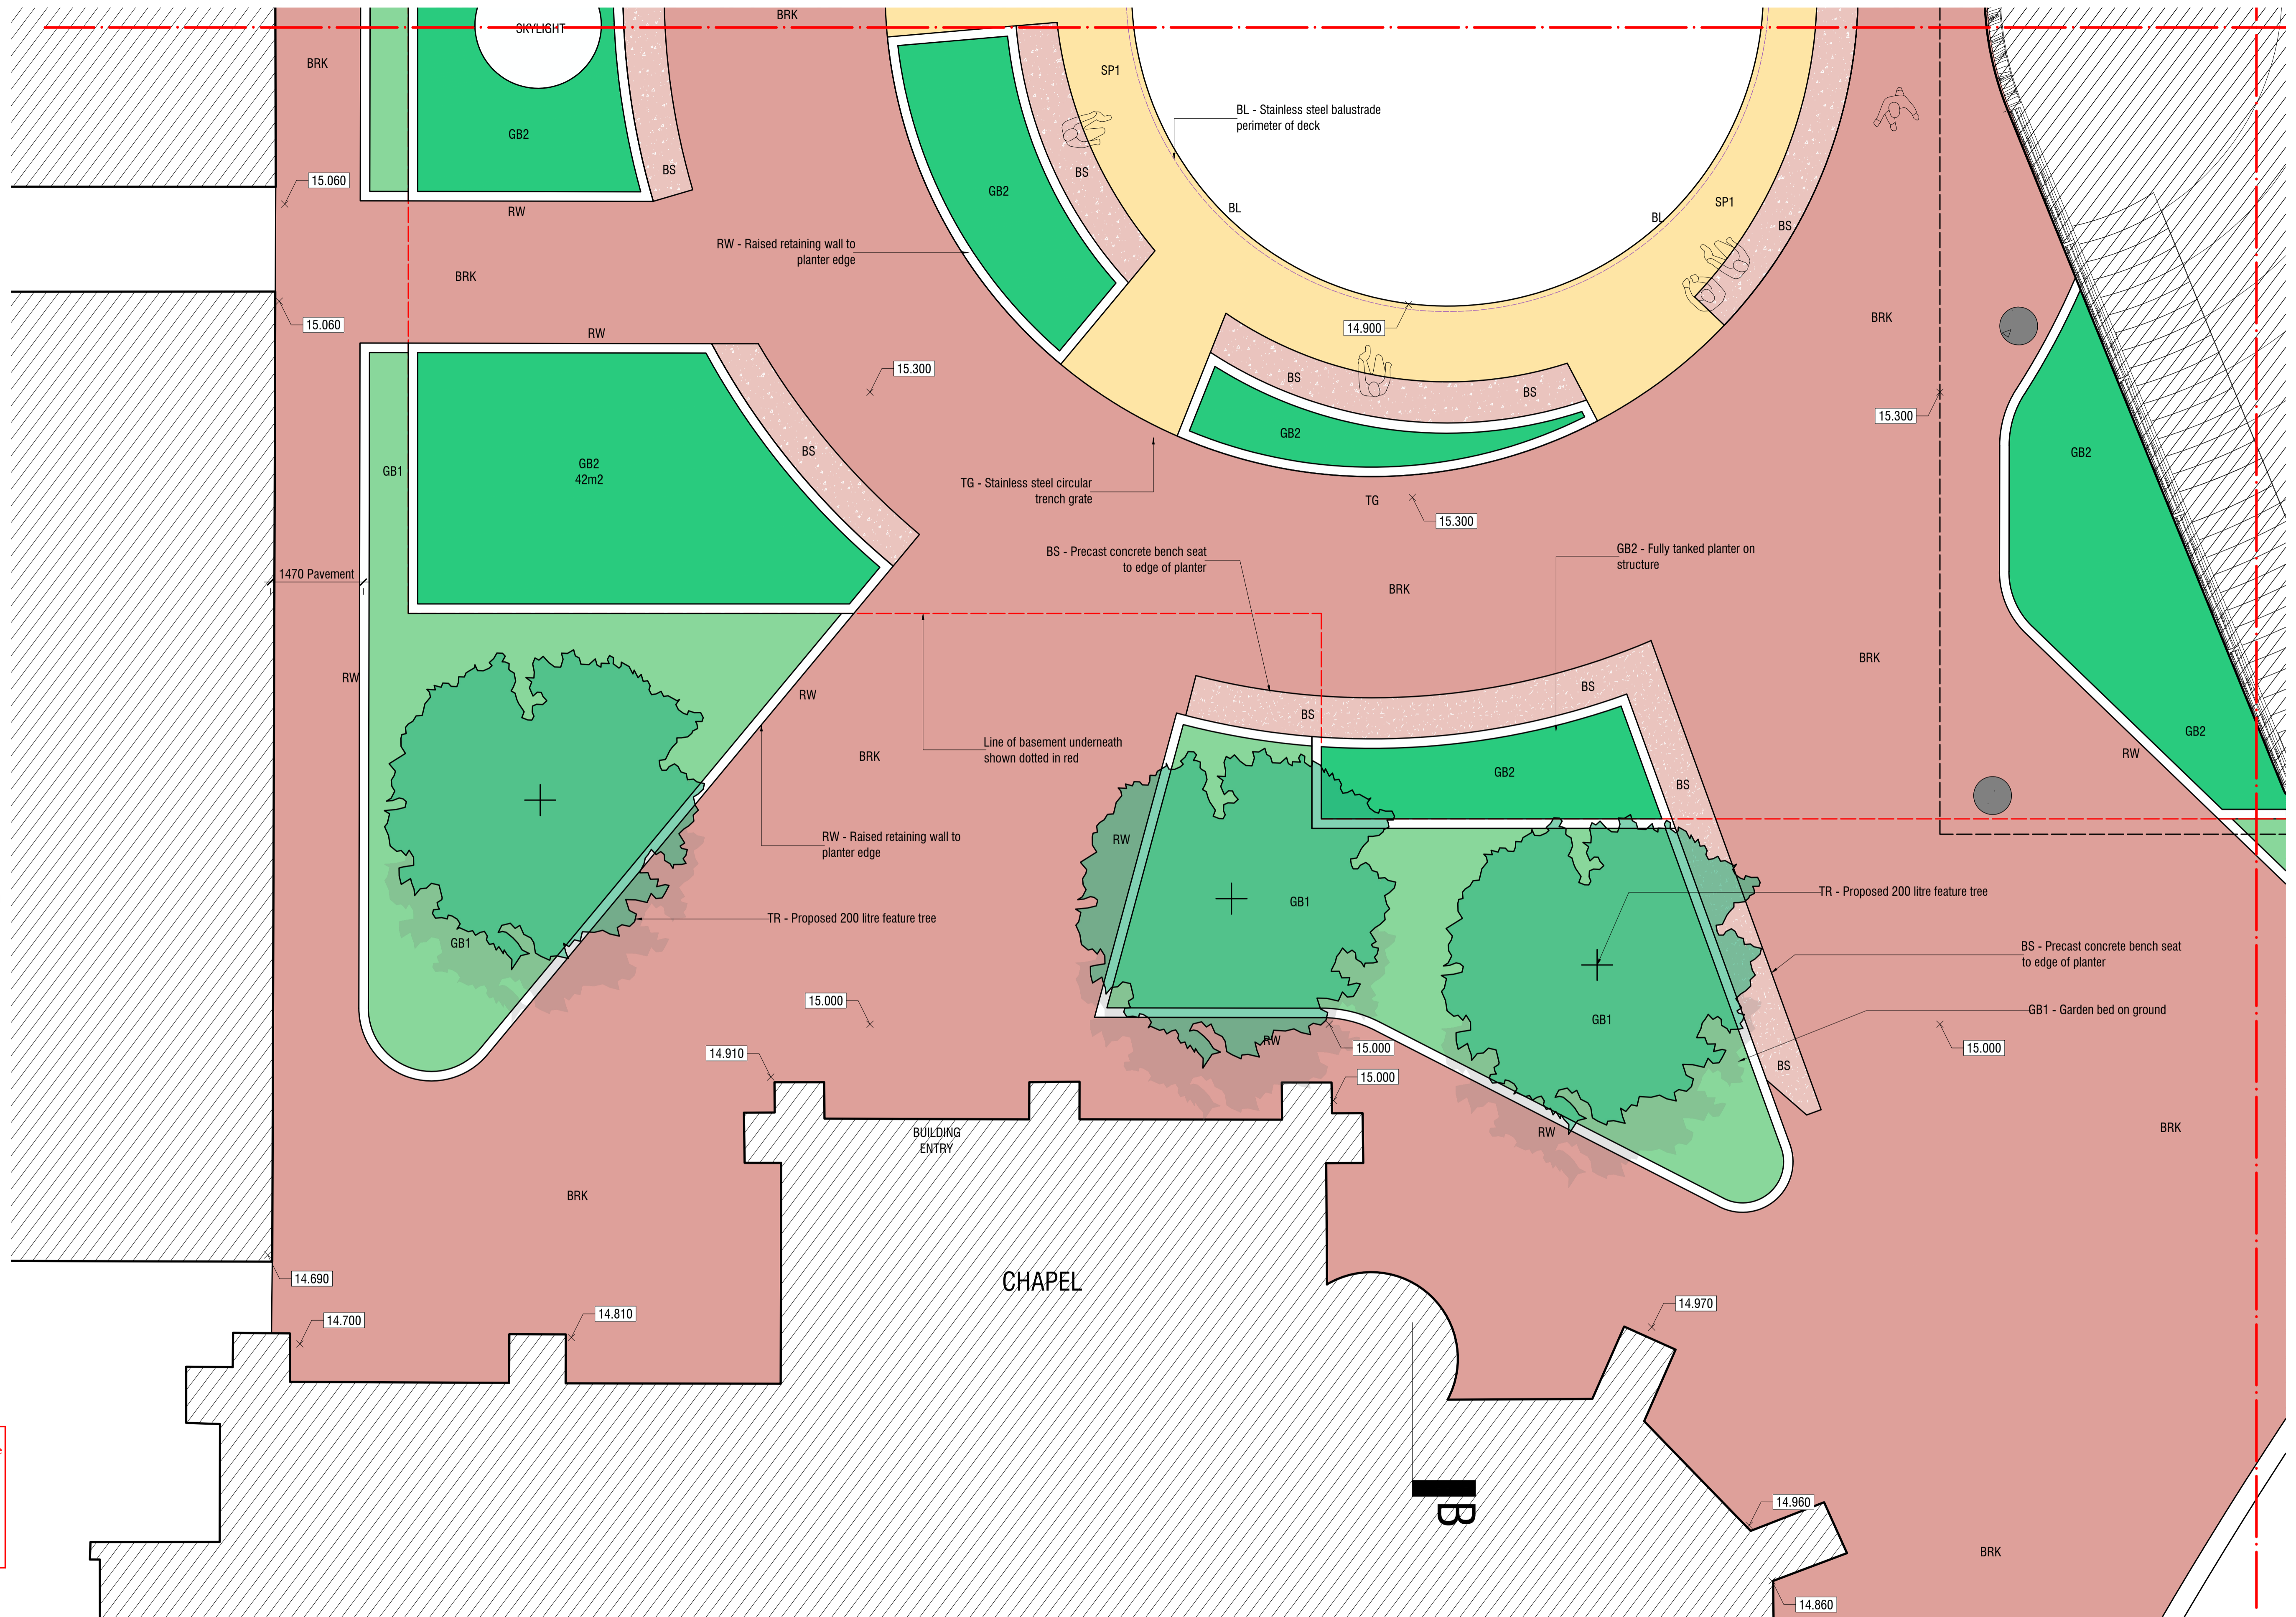 BRK
SKYLIGHT
BRK
SP1
GB2
BL - Stainless steel balustrade
perimeter of deck
BS
BS
15.060
GB2
SP1
RW
BL
BL
BS
RW - Raised retaining wall to
planter edge
BRK
15.060
BRK
RW
14.900
15.300
BS
BS
15.300
GB2
GB2
GB1
GB2
42m2
BS
TG - Stainless steel circular
trench grate
TG
15.300
BS - Precast concrete bench seat
to edge of planter
GB2 - Fully tanked planter on
structure
1470 Pavement
BRK
BRK
RW
RW
BS
BS
BRK
Line of basement underneath
shown dotted in red
GB2
RW
GB2
BS
RW - Raised retaining wall to
planter edge
RW
TR - Proposed 200 litre feature tree
GB1
TR - Proposed 200 litre feature tree
GB1
BS - Precast concrete bench seat
to edge of planter
15.000
GB1
GB1 - Garden bed on ground
RW
15.000
15.000
14.910
BS
15.000
BUILDING
ENTRY
RW
BRK
BRK
CHAPEL
14.690
14.970
14.810
14.700
B
14.960
BRK
14.860